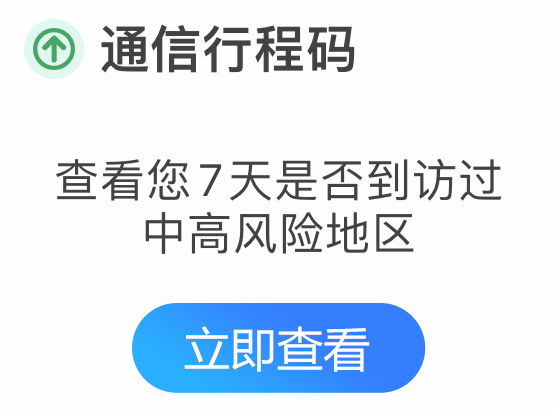 通信行程码
查看您7天是否到访过
中高风险地区
立即查看